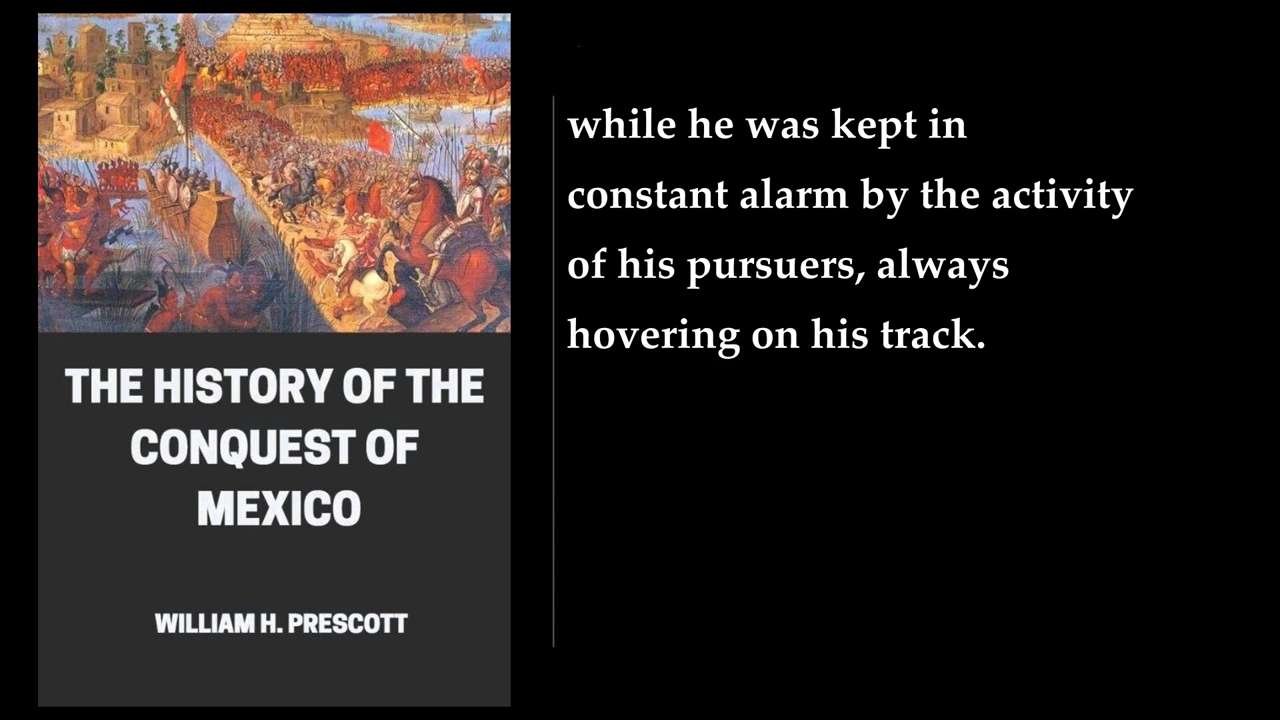 THE HISTORY OF THE
CONQUEST OF
MEXICO
WILLIAM H. PRESCOTT
while he was kept in
constant alarm by the activity
of his pursuers, always
hovering on his track.